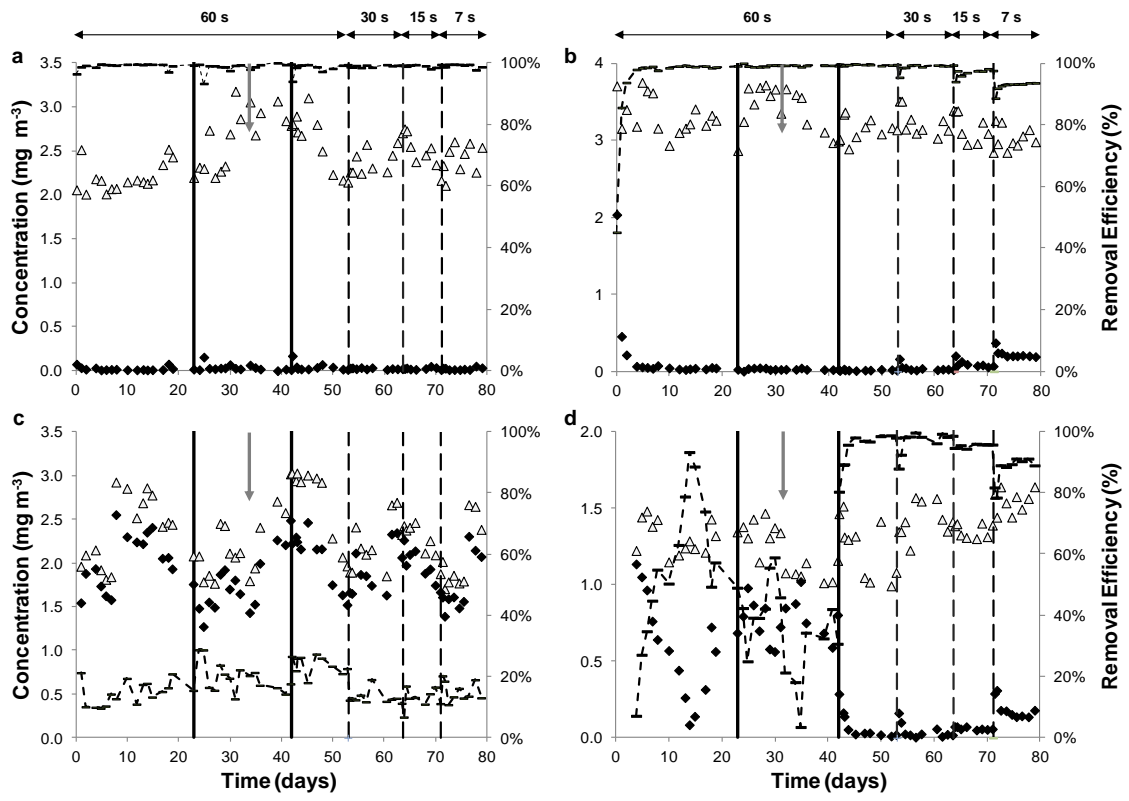 60 s 30 s 15 s 7 s 60 s 30 s 15 s 7 s
a b
3.5 100% 4 100%
3.0 80% 80%
2.5 3
2.0 60% 60%
1.5 2
1.0 40% 40%
0.5 20% 1 20%
0.0 0% 0 0%
0 10 20 30 40 50 60 70 80 0 10 20 30 40 50 60 70 80
Concentration (mg m-3)
Removal Efficiency (%)
c d
3.5 100% 2.0 100%
3.0 80% 80%
2.5 1.5
2.0 60% 60%
1.5 1.0
1.0 40% 40%
0.5 20% 0.5 20%
0.0 0% 0.0 0%
0 10 20 30 40 50 60 70 80 0 10 20 30 40 50 60 70 80
Concentration (mg m-3)
Removal Efficiency (%)
Time (days) Time (days)